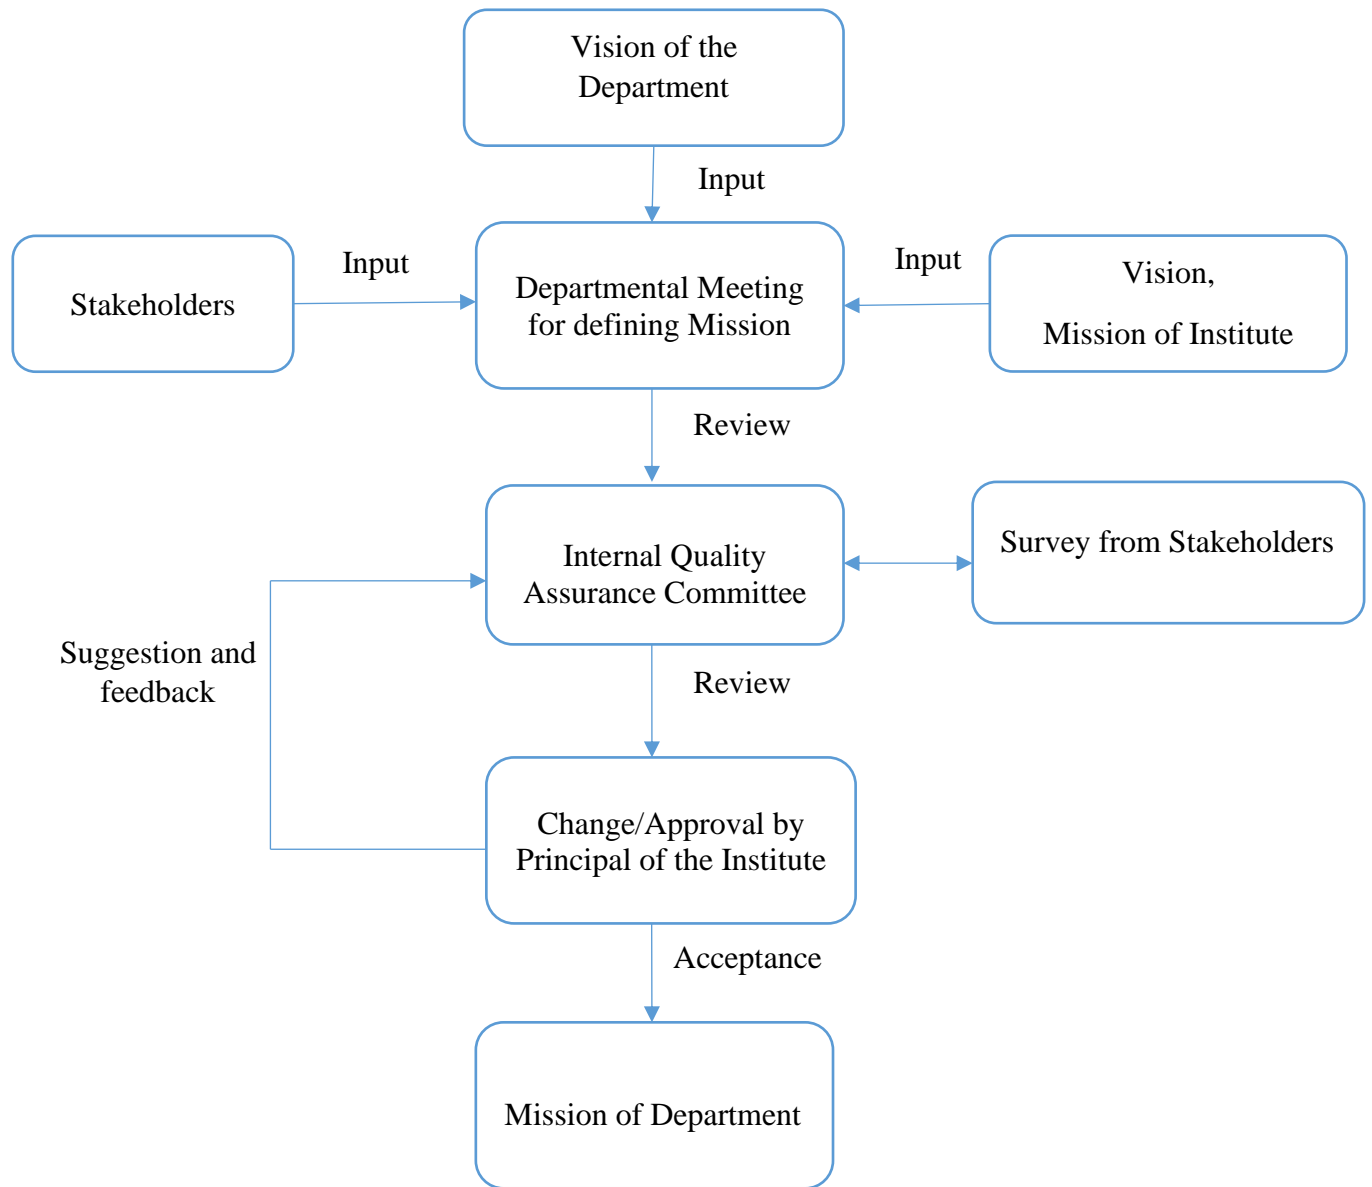 Vision of the
Department
Input
Stakeholders
Input
Departmental Meeting
for defining Mission
Input
Vision,
Mission of Institute
Review
Internal Quality
Assurance Committee
Survey from Stakeholders
Suggestion and
feedback
Review
Change/Approval by
Principal of the Institute
Acceptance
Mission of Department